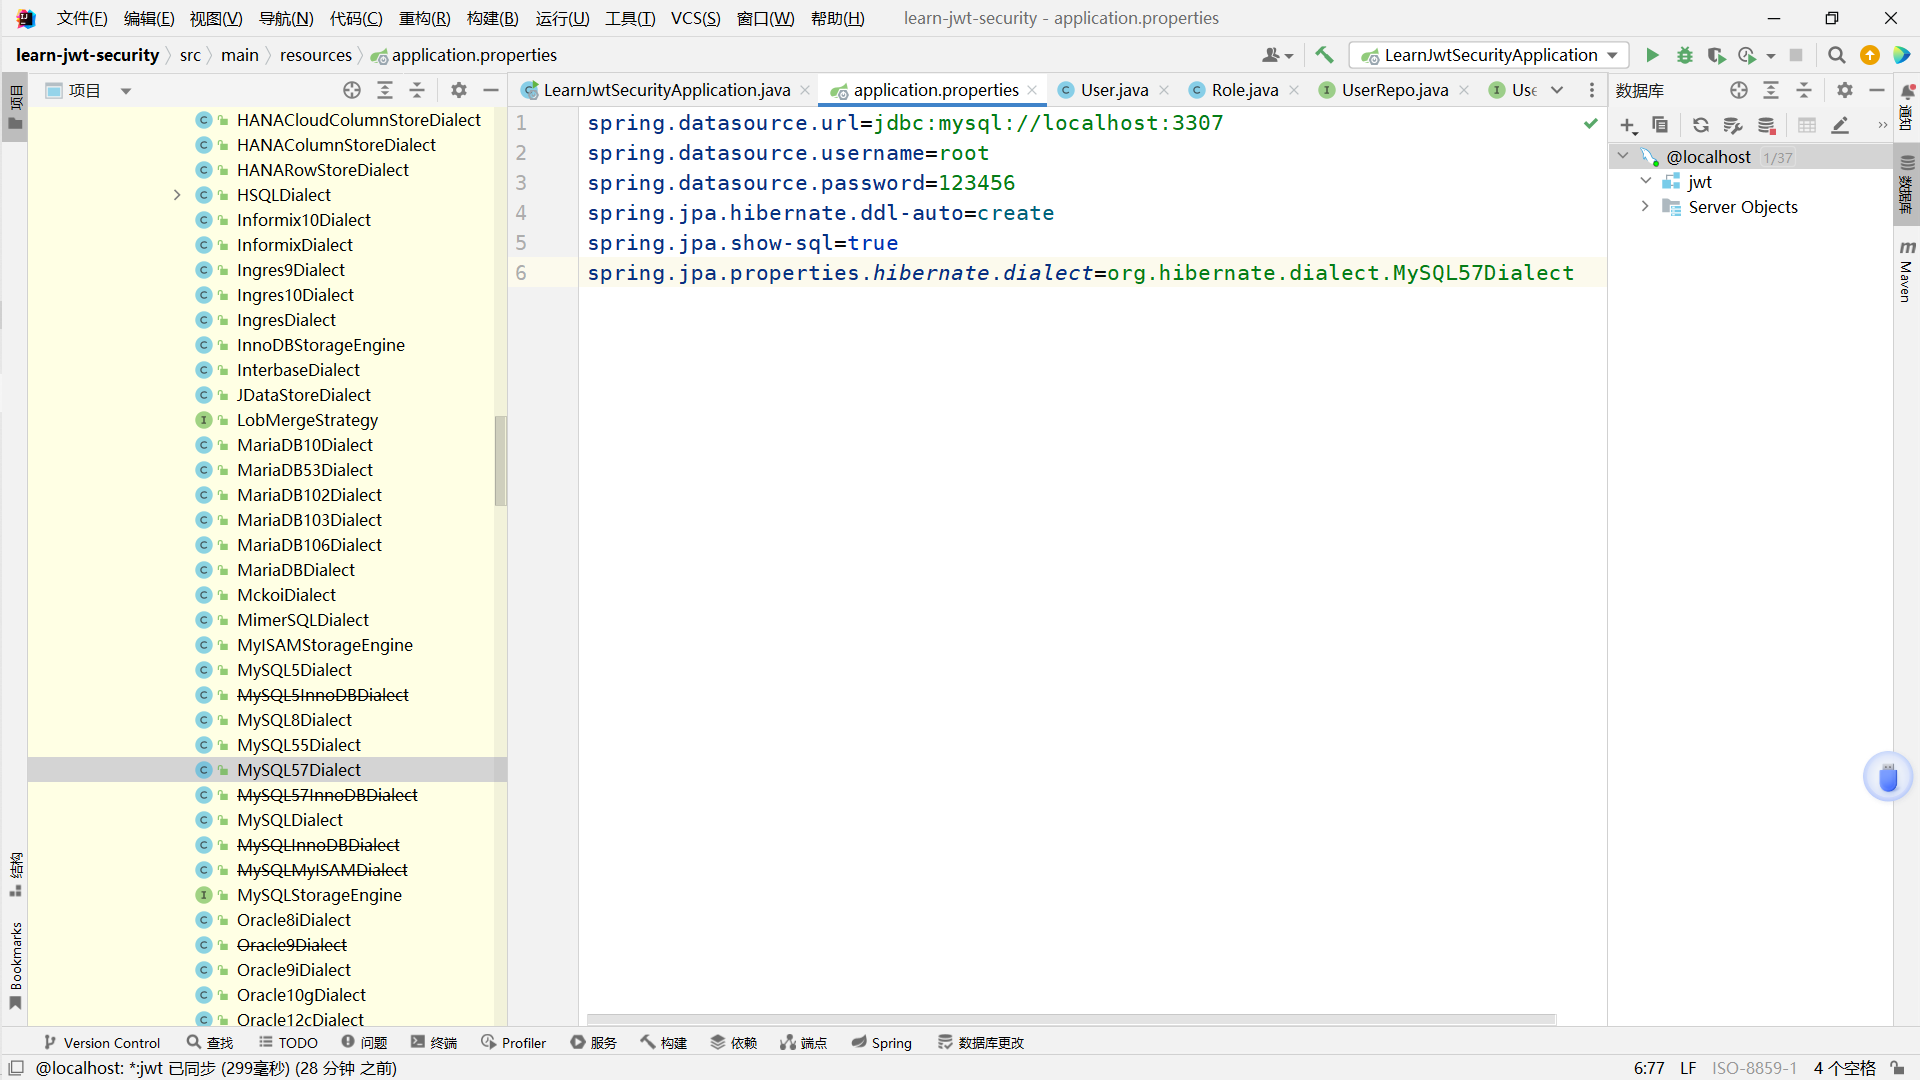 文件(F) 编辑(E) 视图(V) 导航(N) 代码(C) 重构(R) 构建(B) 运行(U) 工具(T) VCS(S) 窗口(W) 帮助(H) learn-jwt-security - application.properties
learn-jwt-security src main resources application.properties LearnJwtSecurityApplication
项目
项目
LearnJwtSecurityApplication.java application.properties User.java Role.java UserRepo.java Use
数据库
通知
数据库
Maven
HANACloudColumnStoreDialect
HANAColumnStoreDialect
HANARowStoreDialect
HSQLDialect
Informix10Dialect
InformixDialect
Ingres9Dialect
Ingres10Dialect
IngresDialect
InnoDBStorageEngine
InterbaseDialect
JDataStoreDialect
LobMergeStrategy
MariaDB10Dialect
MariaDB53Dialect
MariaDB102Dialect
MariaDB103Dialect
MariaDB106Dialect
MariaDBDialect
MckoiDialect
MimerSQLDialect
MyISAMStorageEngine
MySQL5Dialect
MySQL5InnoDBDialect
MySQL8Dialect
MySQL55Dialect
MySQL57Dialect
MySQL57InnoDBDialect
MySQLDialect
MySQLInnoDBDialect
MySQLMyISAMDialect
MySQLStorageEngine
Oracle8iDialect
Oracle9Dialect
Oracle9iDialect
Oracle10gDialect
Oracle12cDialect
结构
Bookmarks
1 spring.datasource.url=jdbc:mysql://localhost:3307
2 spring.datasource.username=root
3 spring.datasource.password=123456
4 spring.jpa.hibernate.ddl-auto=create
5 spring.jpa.show-sql=true
6 spring.jpa.properties.hibernate.dialect=org.hibernate.dialect.MySQL57Dialect
@localhost 1/37
jwt
Server Objects
Version Control 查找 TODO 问题 终端 Profiler 服务 构建 依赖 端点 Spring 数据库更改
@localhost: *:jwt 已同步 (299毫秒) (28 分钟 之前) 6:77 LF ISO-8859-1 4 个空格